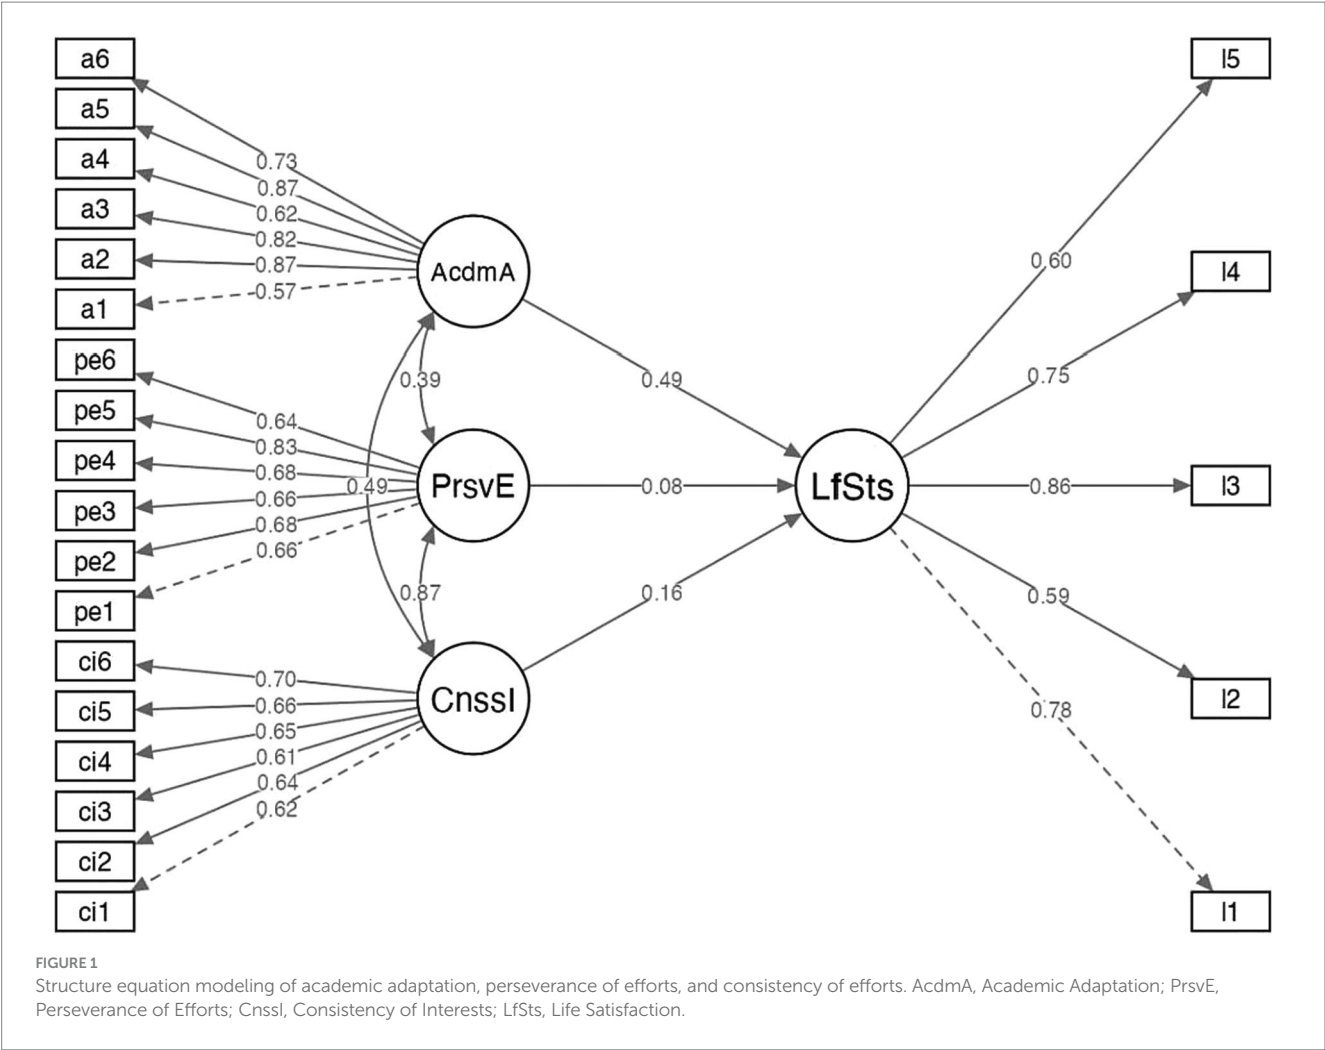 a6
a5
a4
a3
a2
a1
pe6
pe5
pe4
pe3
pe2
pe1
ci6
ci5
ci4
ci3
ci2
ci1
0.73
0.87
0.62
0.82
0.87
0.57
0.64
0.83
0.68
0.66
0.68
0.66
0.70
0.66
0.65
0.61
0.64
0.62
AcdmA
PrsvE
CnssI
0.39
0.49
0.87
0.49
0.08
0.16
LfSts
0.60
0.75
0.86
0.59
0.78
l5
l4
l3
l2
l1
FIGURE 1
Structure equation modeling of academic adaptation, perseverance of efforts, and consistency of efforts. AcdmA, Academic Adaptation; PrsvE,
Perseverance of Efforts; CnssI, Consistency of Interests; LfSts, Life Satisfaction.